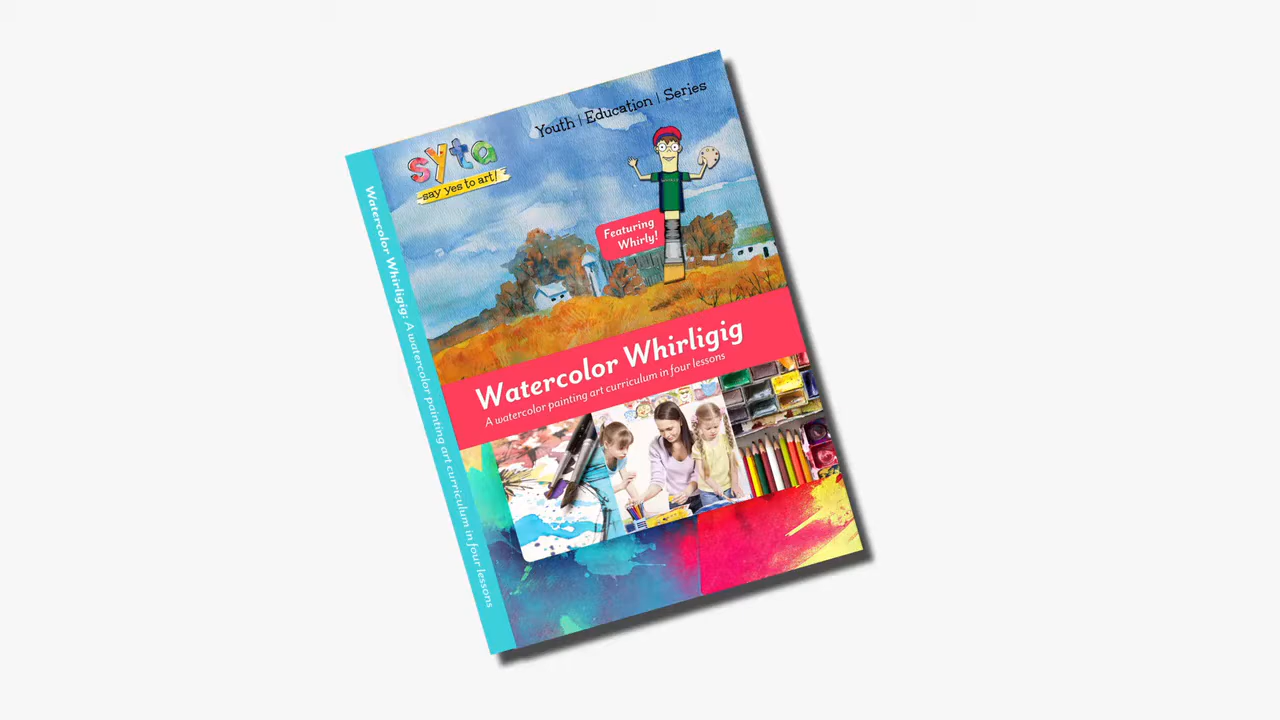 Youth | Education | Series
syta
say yes to art!
Featuring
Whirly!
Watercolor Whirligig
A watercolor painting art curriculum in four lessons
Watercolor Whirligig: A watercolor painting art curriculum in four lessons